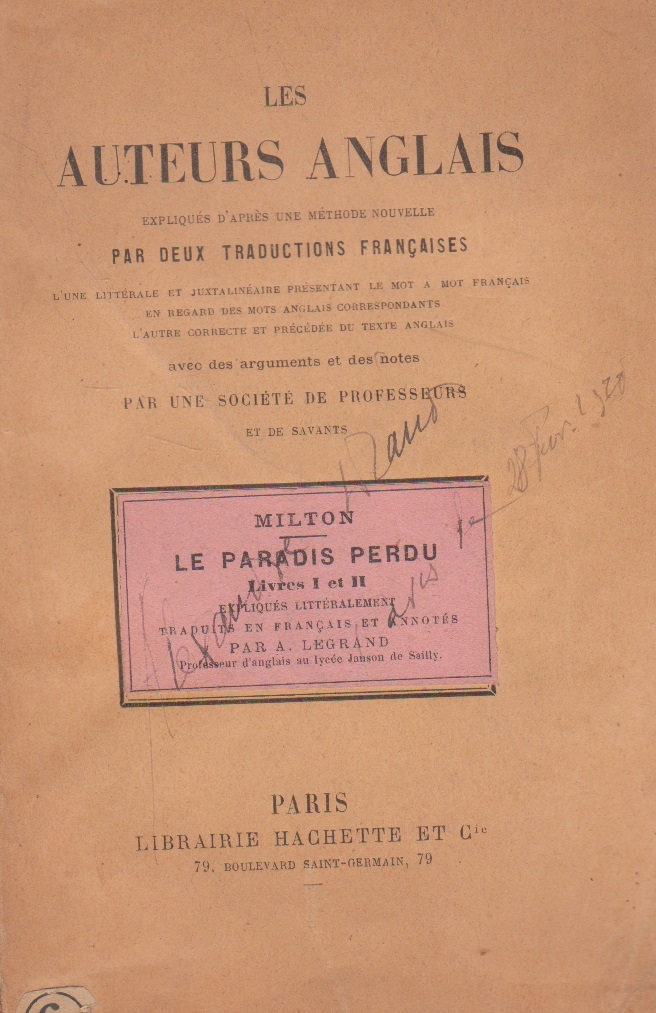 LES
AUTEURS ANGLAIS
EXPLIQUÉS D'APRÈS UNE MÉTHODE NOUVELLE
PAR DEUX TRADUCTIONS FRANÇAISES
L'UNE LITTÉRALE ET JUXTALINÉAIRE PRÉSENTANT LE MOT A MOT FRANÇAIS
EN REGARD DES MOTS ANGLAIS CORRESPONDANTS
L'AUTRE CORRECTE ET PRÉCÉDÉE DU TEXTE ANGLAIS
avec des arguments et des notes
PAR UNE SOCIÉTÉ DE PROFESSEURS
ET DE SAVANTS
MILTON
LE PARADIS PERDU
Livres I et II
EXPLIQUÉS LITTÉRALEMENT
TRADUITS EN FRANÇAIS ET ANNOTÉS
PAR A. LEGRAND
Professeur d'anglais au lycée Janson de Sailly.
PARIS
LIBRAIRIE HACHETTE ET Cie
79, BOULEVARD SAINT-GERMAIN, 79